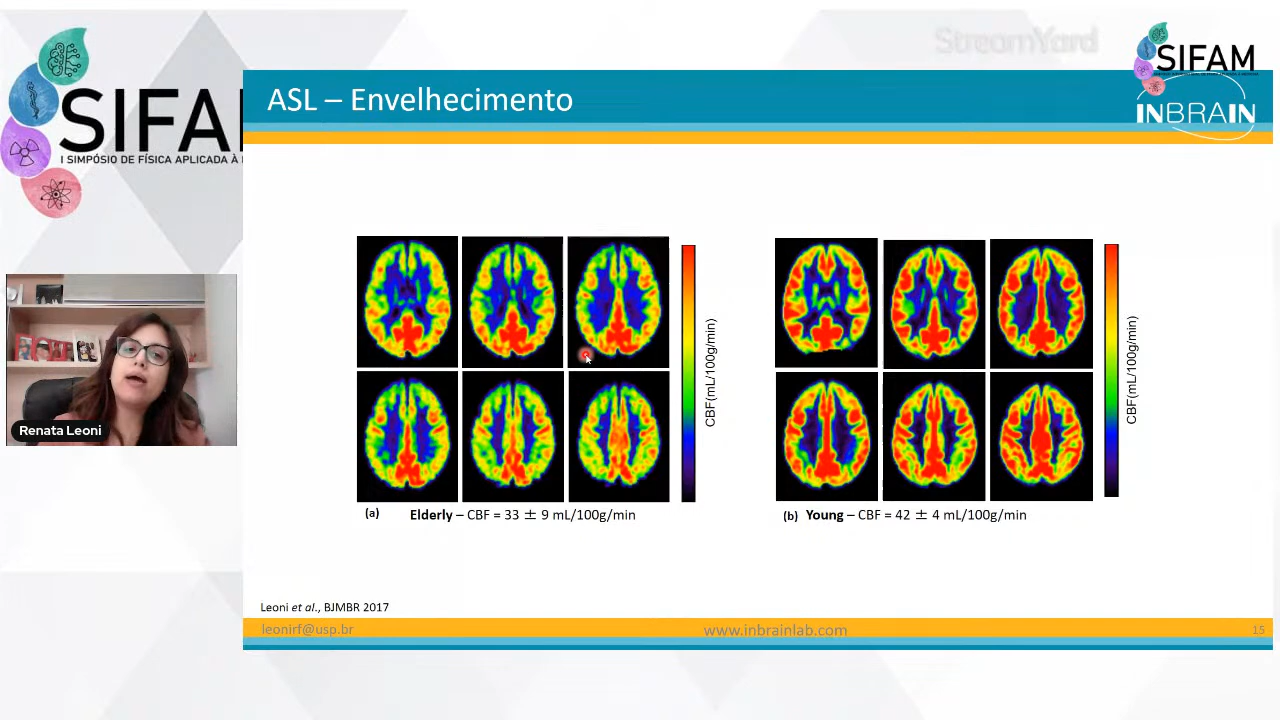 StreamYard
SIFAM
INBRAIN
SIFA
I SIMPÓSIO DE FÍSICA APLICADA À
ASL – Envelhecimento
CBF(mL/100g/min)
CBF(mL/100g/min)
(a) Elderly – CBF = 33 ± 9 mL/100g/min
(b) Young – CBF = 42 ± 4 mL/100g/min
Renata Leoni
Leoni et al., BJMBR 2017
leonirf@usp.br
www.inbrainlab.com
15